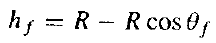 h_f = R − R cos θ_f